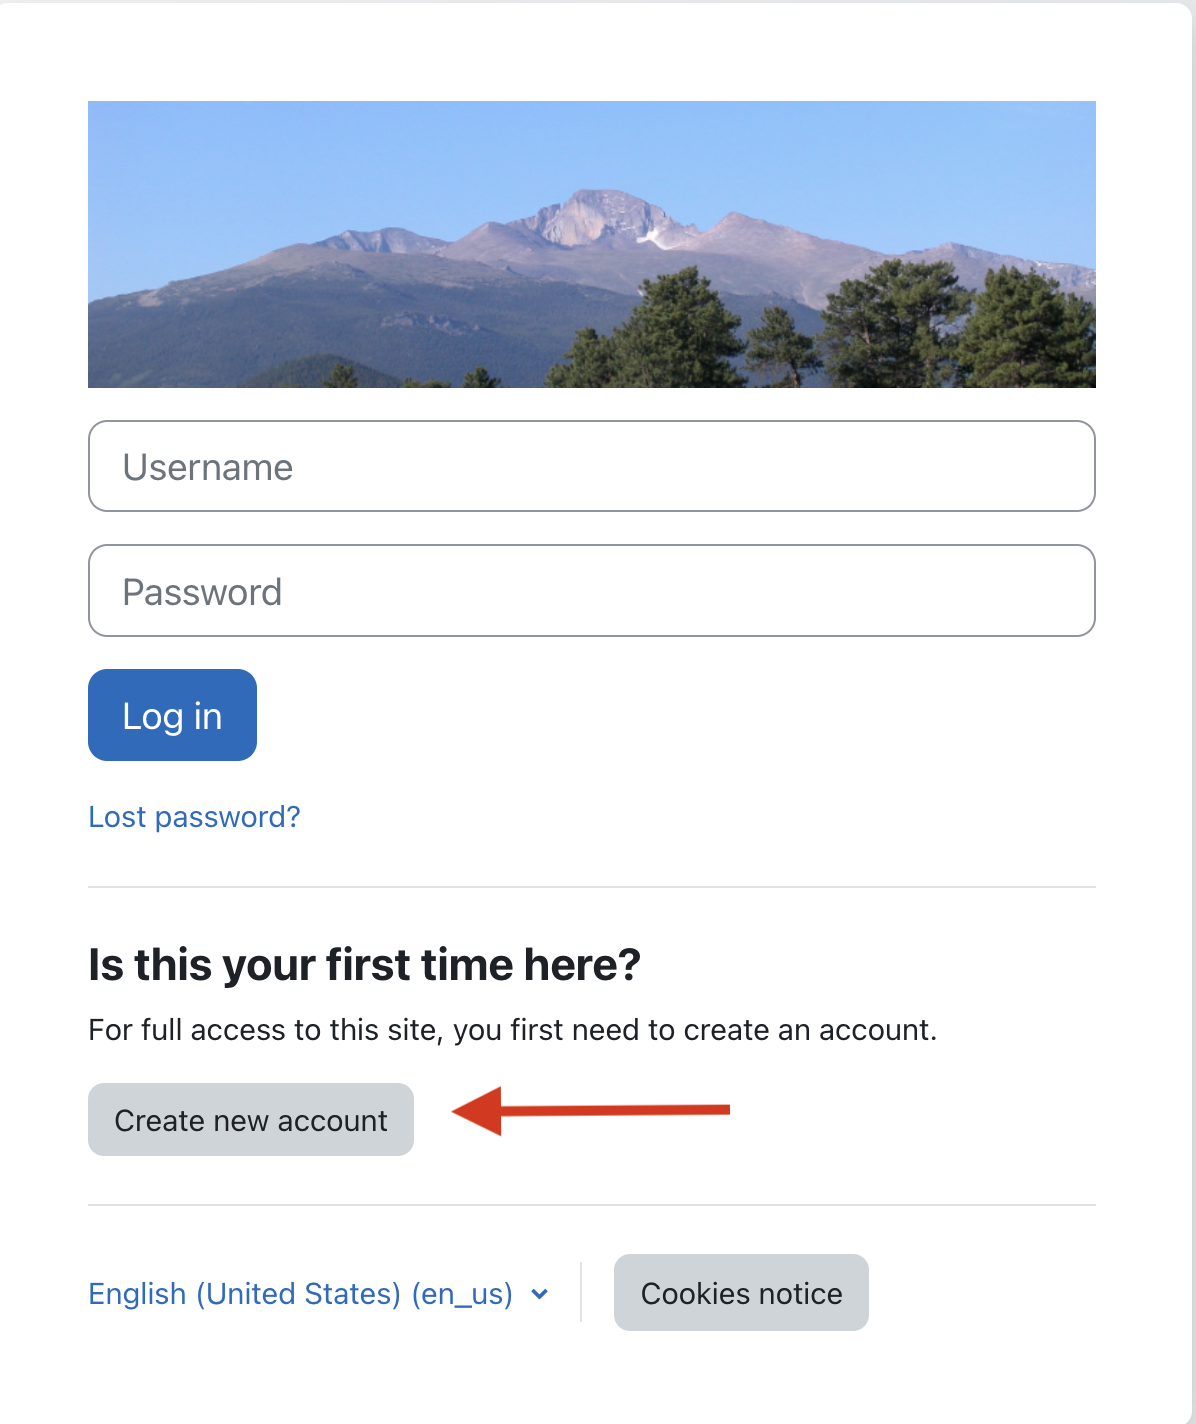 Username
Password
Log in
Lost password?
Is this your first time here?
For full access to this site, you first need to create an account.
Create new account
English (United States) (en_us)
Cookies notice